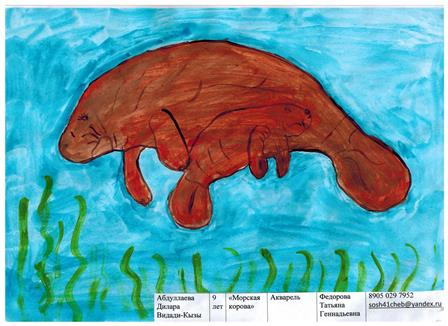 Абдуллаева Дилара Видади-Кызы
9 лет
«Морская корова»
Акварель
Федорова Татьяна Геннадьевна
8905 029 7952
sosh41cheb@yandex.ru